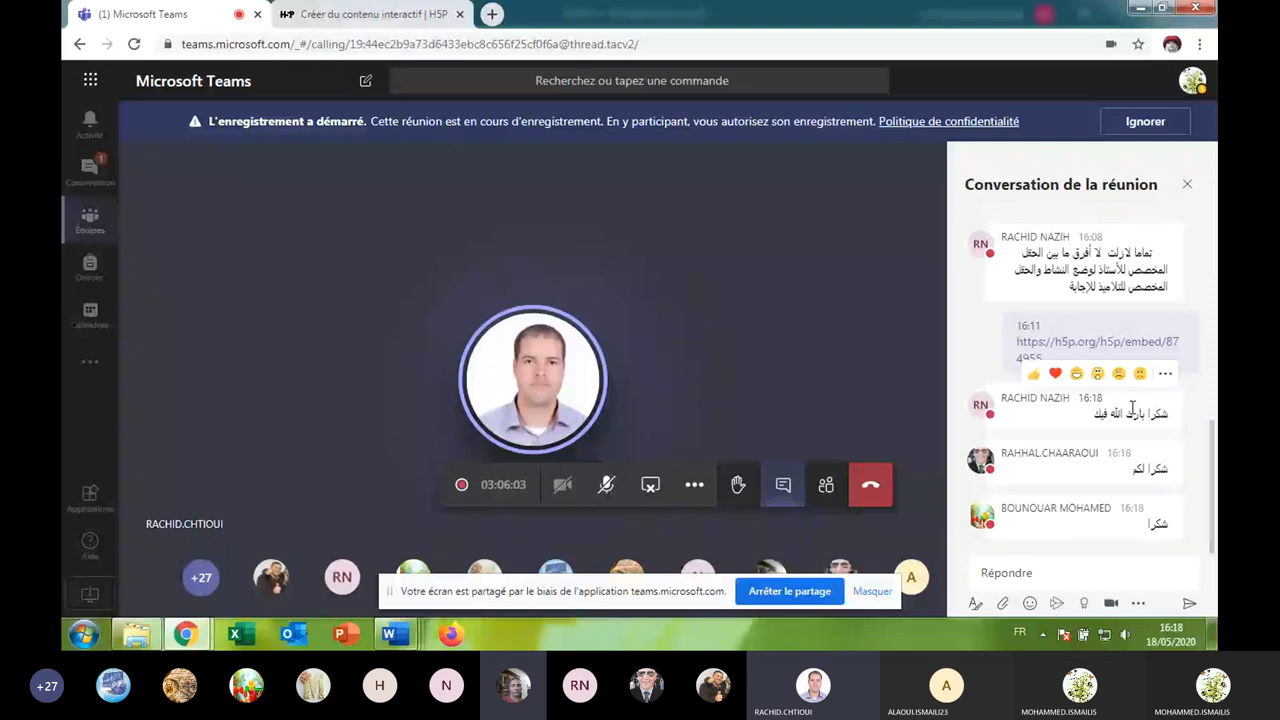 (1) Microsoft Teams
H-P Créer du contenu interactif | H5P
teams.microsoft.com/_#/calling/19:44ec2b9a73d6433ebc8c656f25cf0f6a@thread.tacv2/
Microsoft Teams
Recherchez ou tapez une commande
L'enregistrement a démarré. Cette réunion est en cours d'enregistrement. En y participant, vous autorisez son enregistrement. Politique de confidentialité
Ignorer
Activité
1
Conversation
Équipes
Devoirs
Calendrier
Applications
Aide
Conversation de la réunion
RN
RACHID NAZIH 16:08
تماما لازلت لا أفرق ما بين الحقل
المخصص للأستاذ لوضع النشاط والحقل
المخصص للتلاميذ للإجابة
16:11
https://h5p.org/h5p/embed/87
4955
RN
RACHID NAZIH 16:18
شكرا بارك الله فيك
RAHHAL.CHAARAOUI 16:18
شكرا لكم
BOUNOUAR MOHAMED 16:18
شكرا
Répondre
03:06:03
RACHID.CHTIOUI
+27
RN
A
Votre écran est partagé par le biais de l'application teams.microsoft.com.
Arrêter le partage
Masquer
FR
16:18
18/05/2020
+27
H
N
RN
A
RACHID.CHTIOUI
ALAOUI.ISMAILI23
MOHAMMED.ISMAILIS
MOHAMMED.ISMAILIS